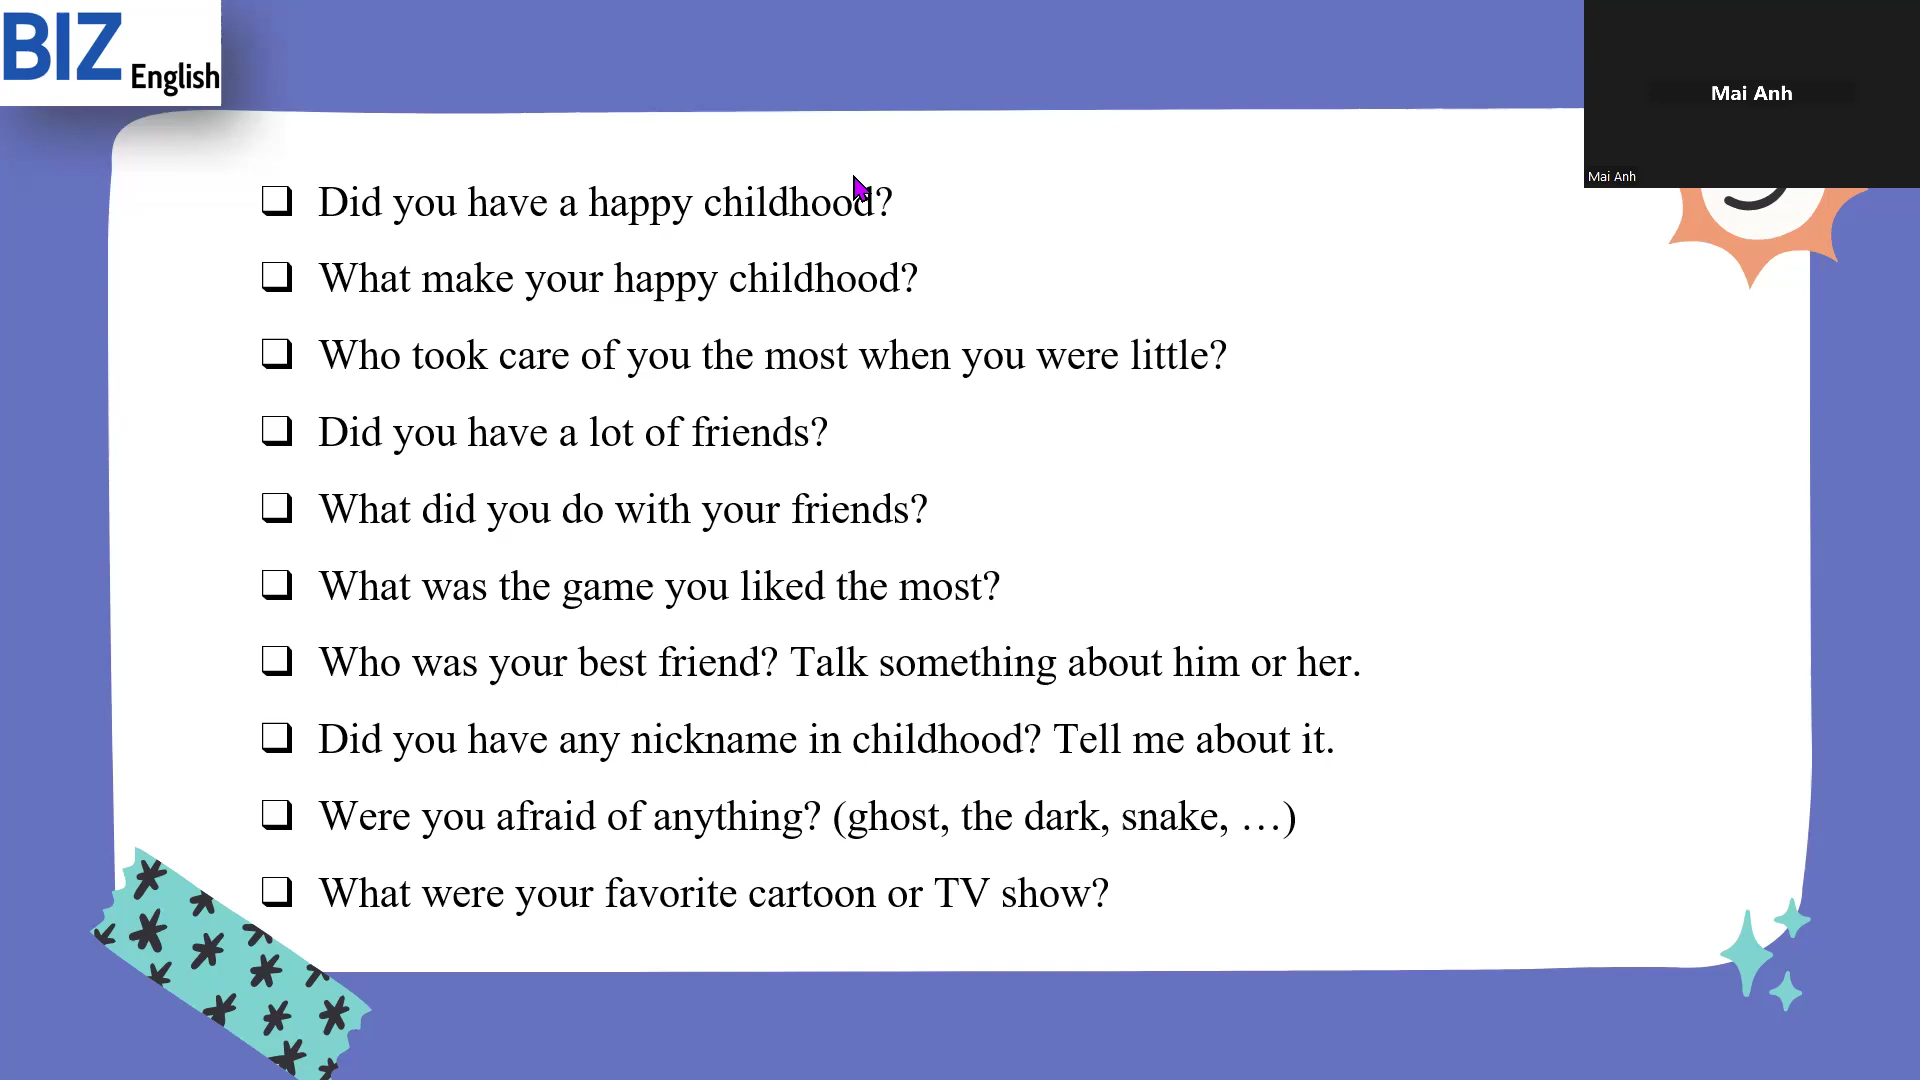 BIZ English
Mai Anh
Mai Anh
❑ Did you have a happy childhood?
❑ What make your happy childhood?
❑ Who took care of you the most when you were little?
❑ Did you have a lot of friends?
❑ What did you do with your friends?
❑ What was the game you liked the most?
❑ Who was your best friend? Talk something about him or her.
❑ Did you have any nickname in childhood? Tell me about it.
❑ Were you afraid of anything? (ghost, the dark, snake, …)
❑ What were your favorite cartoon or TV show?